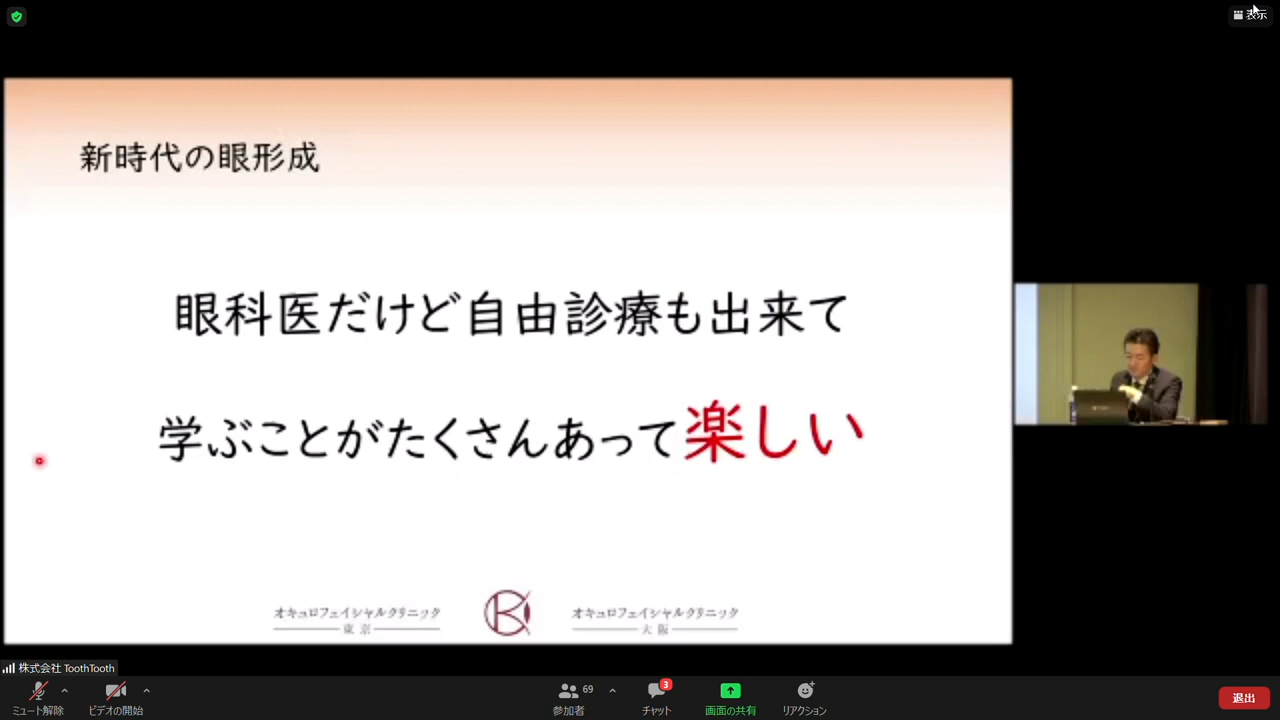 表示
新時代の眼形成
眼科医だけど自由診療も出来て
学ぶことがたくさんあって楽しい
オキュロフェイシャルクリニック
東京
オキュロフェイシャルクリニック
大阪
株式会社 ToothTooth
ミュート解除
ビデオの開始
69
参加者
3
チャット
画面の共有
リアクション
退出